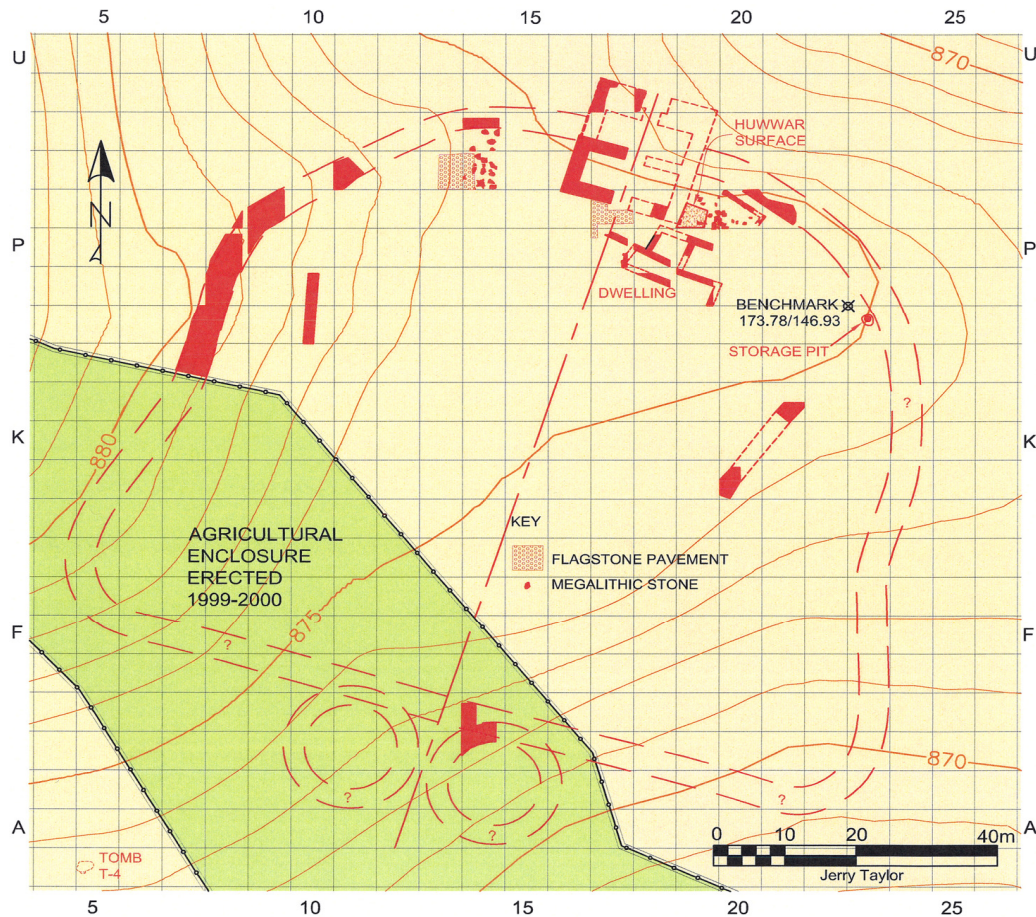 5 10 15 20 25
U U
870
HUWWAR
SURFACE
N
P P
DWELLING
BENCHMARK
173.78/146.93
STORAGE PIT
?
K K
880
KEY
AGRICULTURAL
ENCLOSURE
ERECTED
1999-2000
FLAGSTONE PAVEMENT
MEGALITHIC STONE
875
F F
?
870
?
?
A A
?
0 10 20 40m
TOMB
T-4
Jerry Taylor
5 10 15 20 25